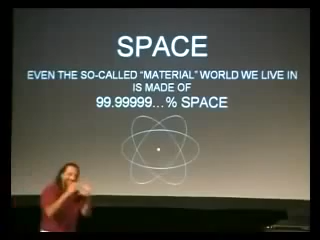 SPACE
EVEN THE SO-CALLED "MATERIAL" WORLD WE LIVE IN
IS MADE OF
99.99999...% SPACE